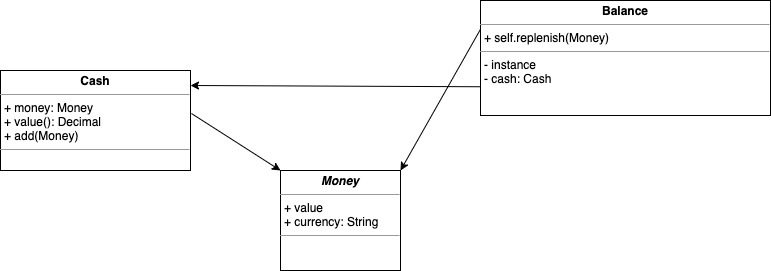 Balance
+ self.replenish(Money)
- instance
- cash: Cash
Cash
+ money: Money
+ value(): Decimal
+ add(Money)
Money
+ value
+ currency: String